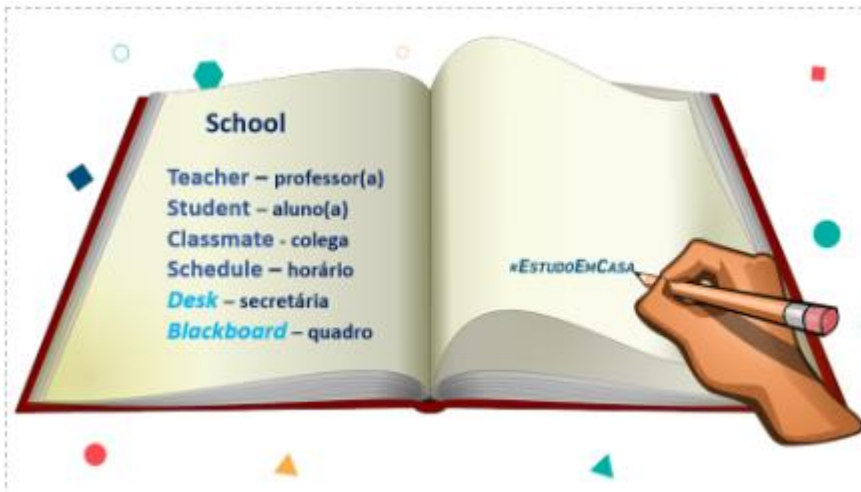 School
Teacher – professor(a)
Student – aluno(a)
Classmate - colega
Schedule – horário
Desk – secretária
Blackboard – quadro
#EstudoEmCasa